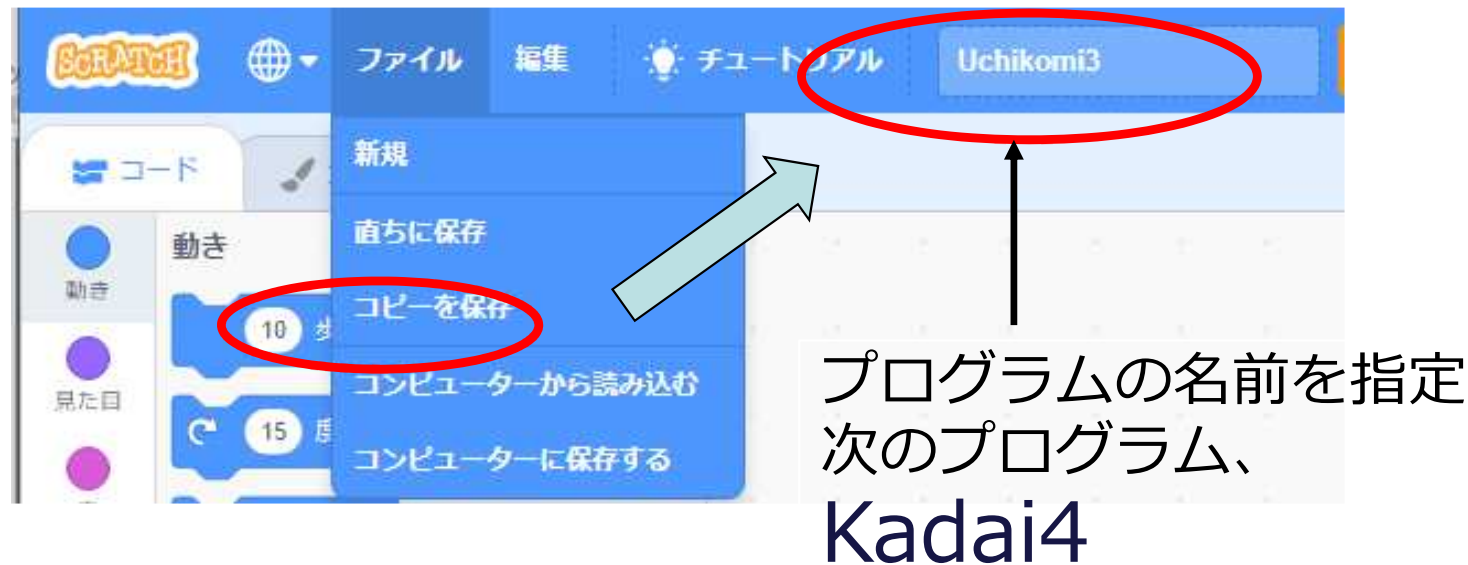 SCRATCH ファイル 編集 チュートリアル Uchikomi3
コード
新規
直ちに保存
コピーを保存
コンピューターから読み込む
コンピューターに保存する
動き
動き
10 歩
見た目
15 度
プログラムの名前を指定
次のプログラム、
Kadai4